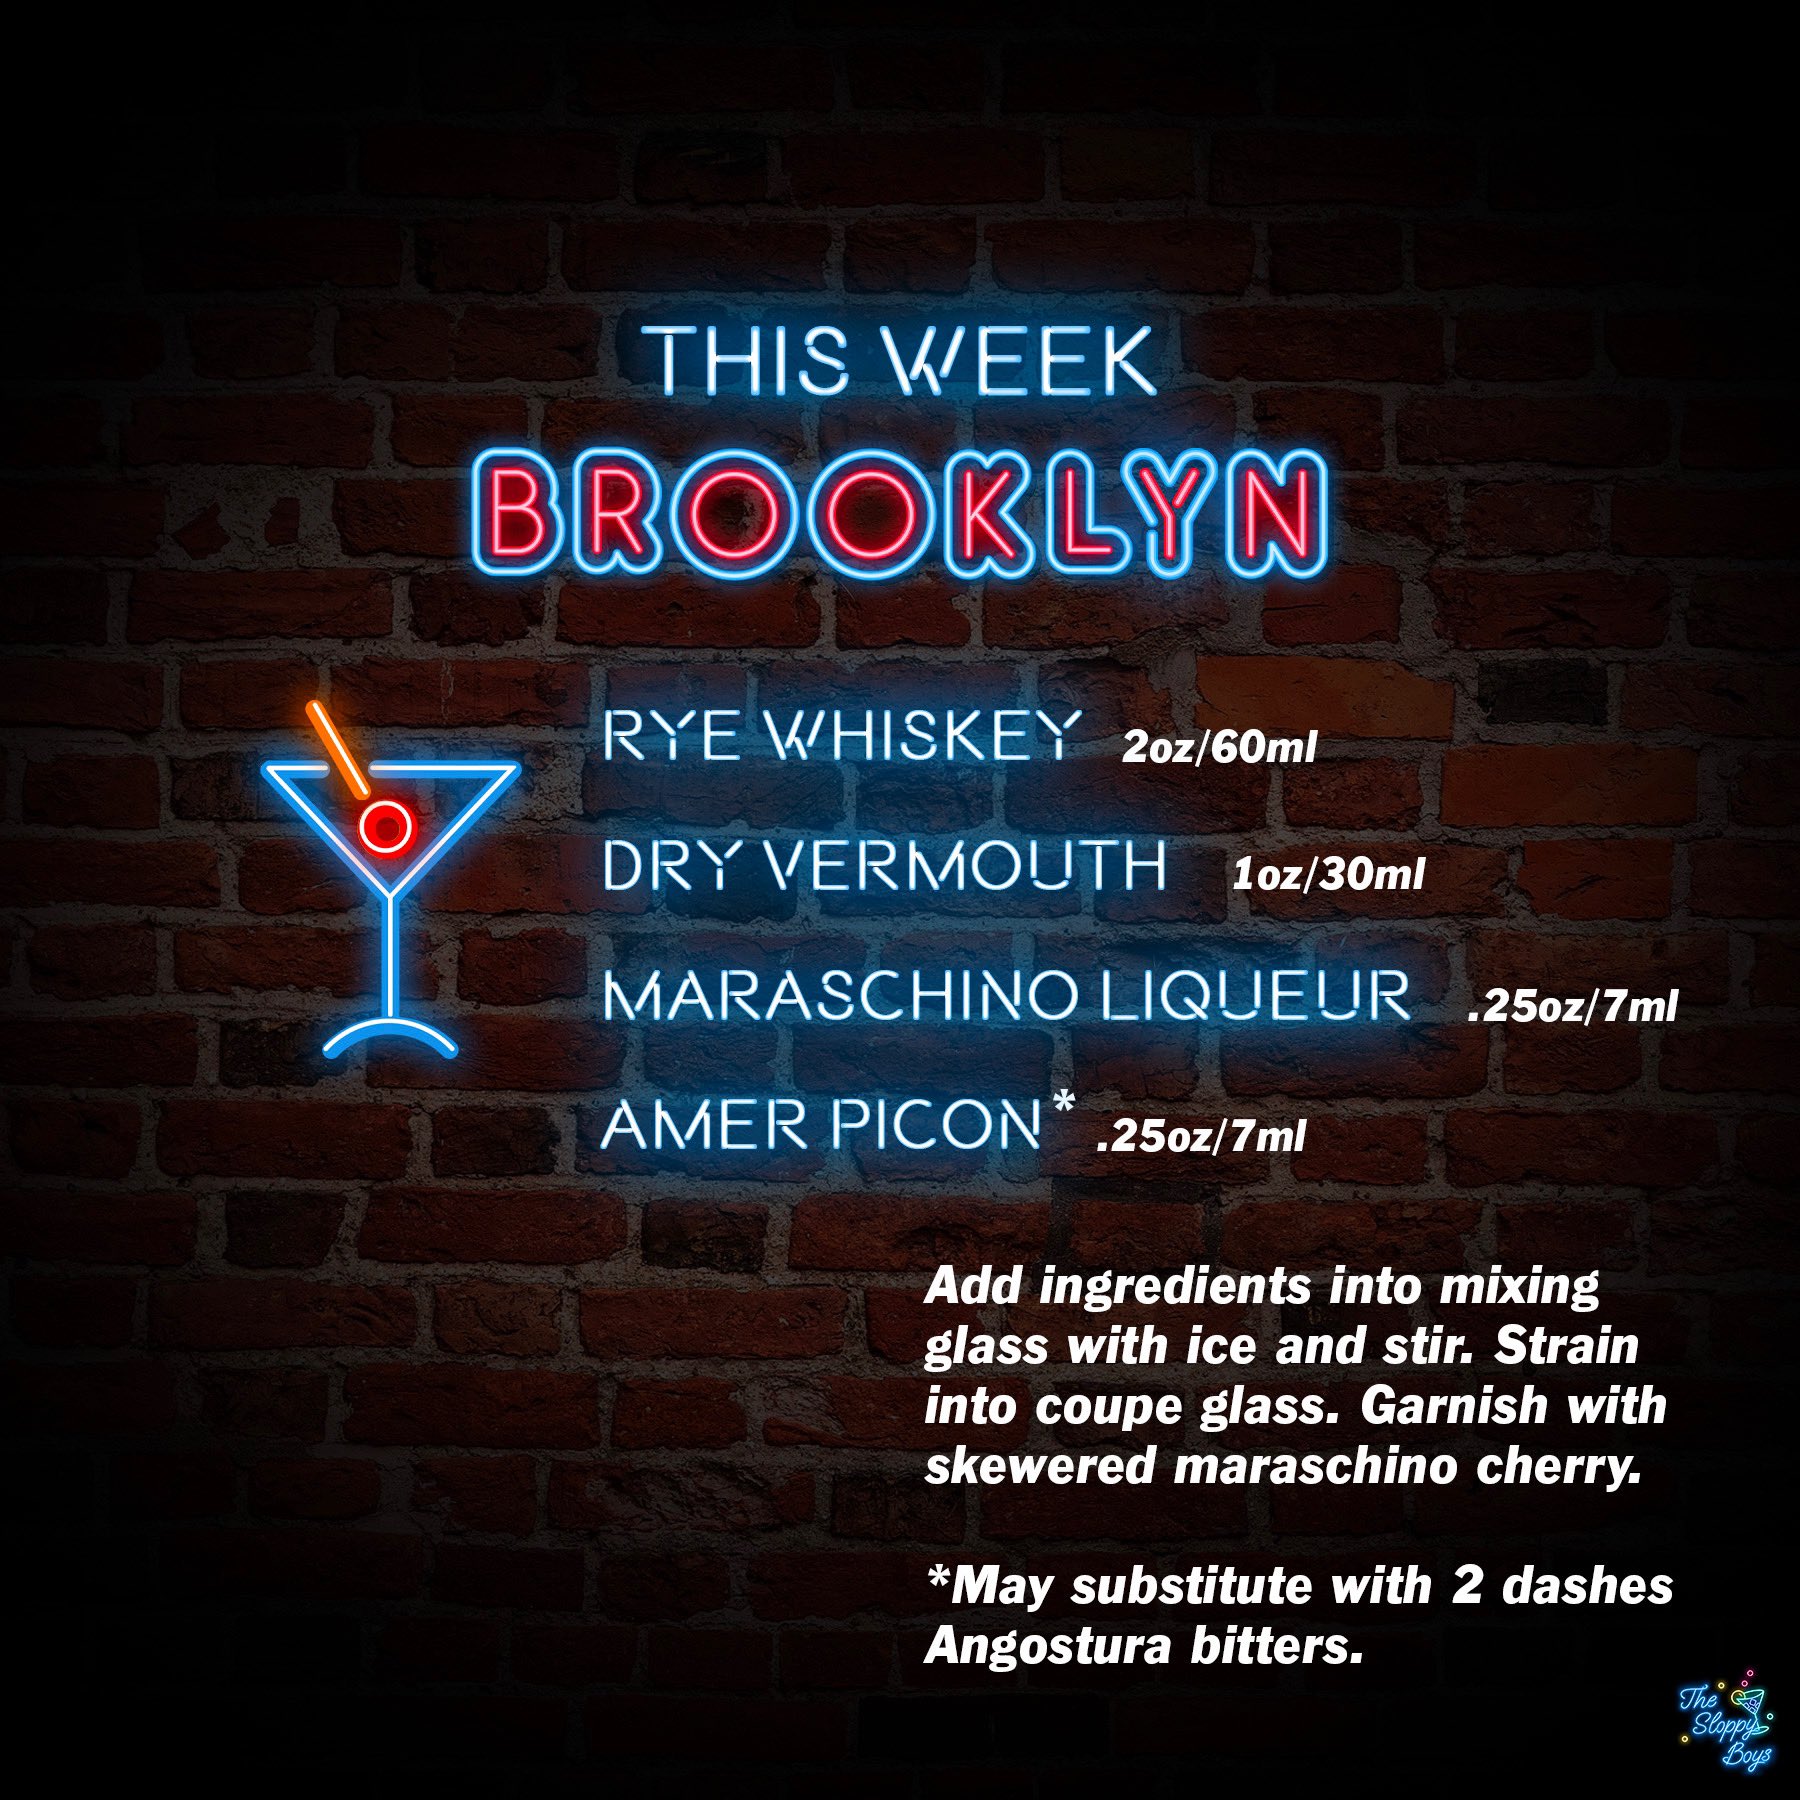 THIS WEEK
BROOKLYN
RYE WHISKEY 2oz/60ml
DRY VERMOUTH 1oz/30ml
MARASCHINO LIQUEUR .25oz/7ml
AMER PICON* .25oz/7ml
Add ingredients into mixing
glass with ice and stir. Strain
into coupe glass. Garnish with
skewered maraschino cherry.
*May substitute with 2 dashes
Angostura bitters.
The
Sloppy
Boys